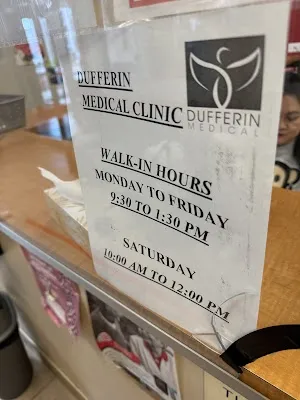 DUFFERIN
MEDICAL CLINIC
DUFFERIN
MEDICAL
WALK-IN HOURS
MONDAY TO FRIDAY
9:30 TO 1:30 PM
SATURDAY
10:00 AM TO 12:00 PM